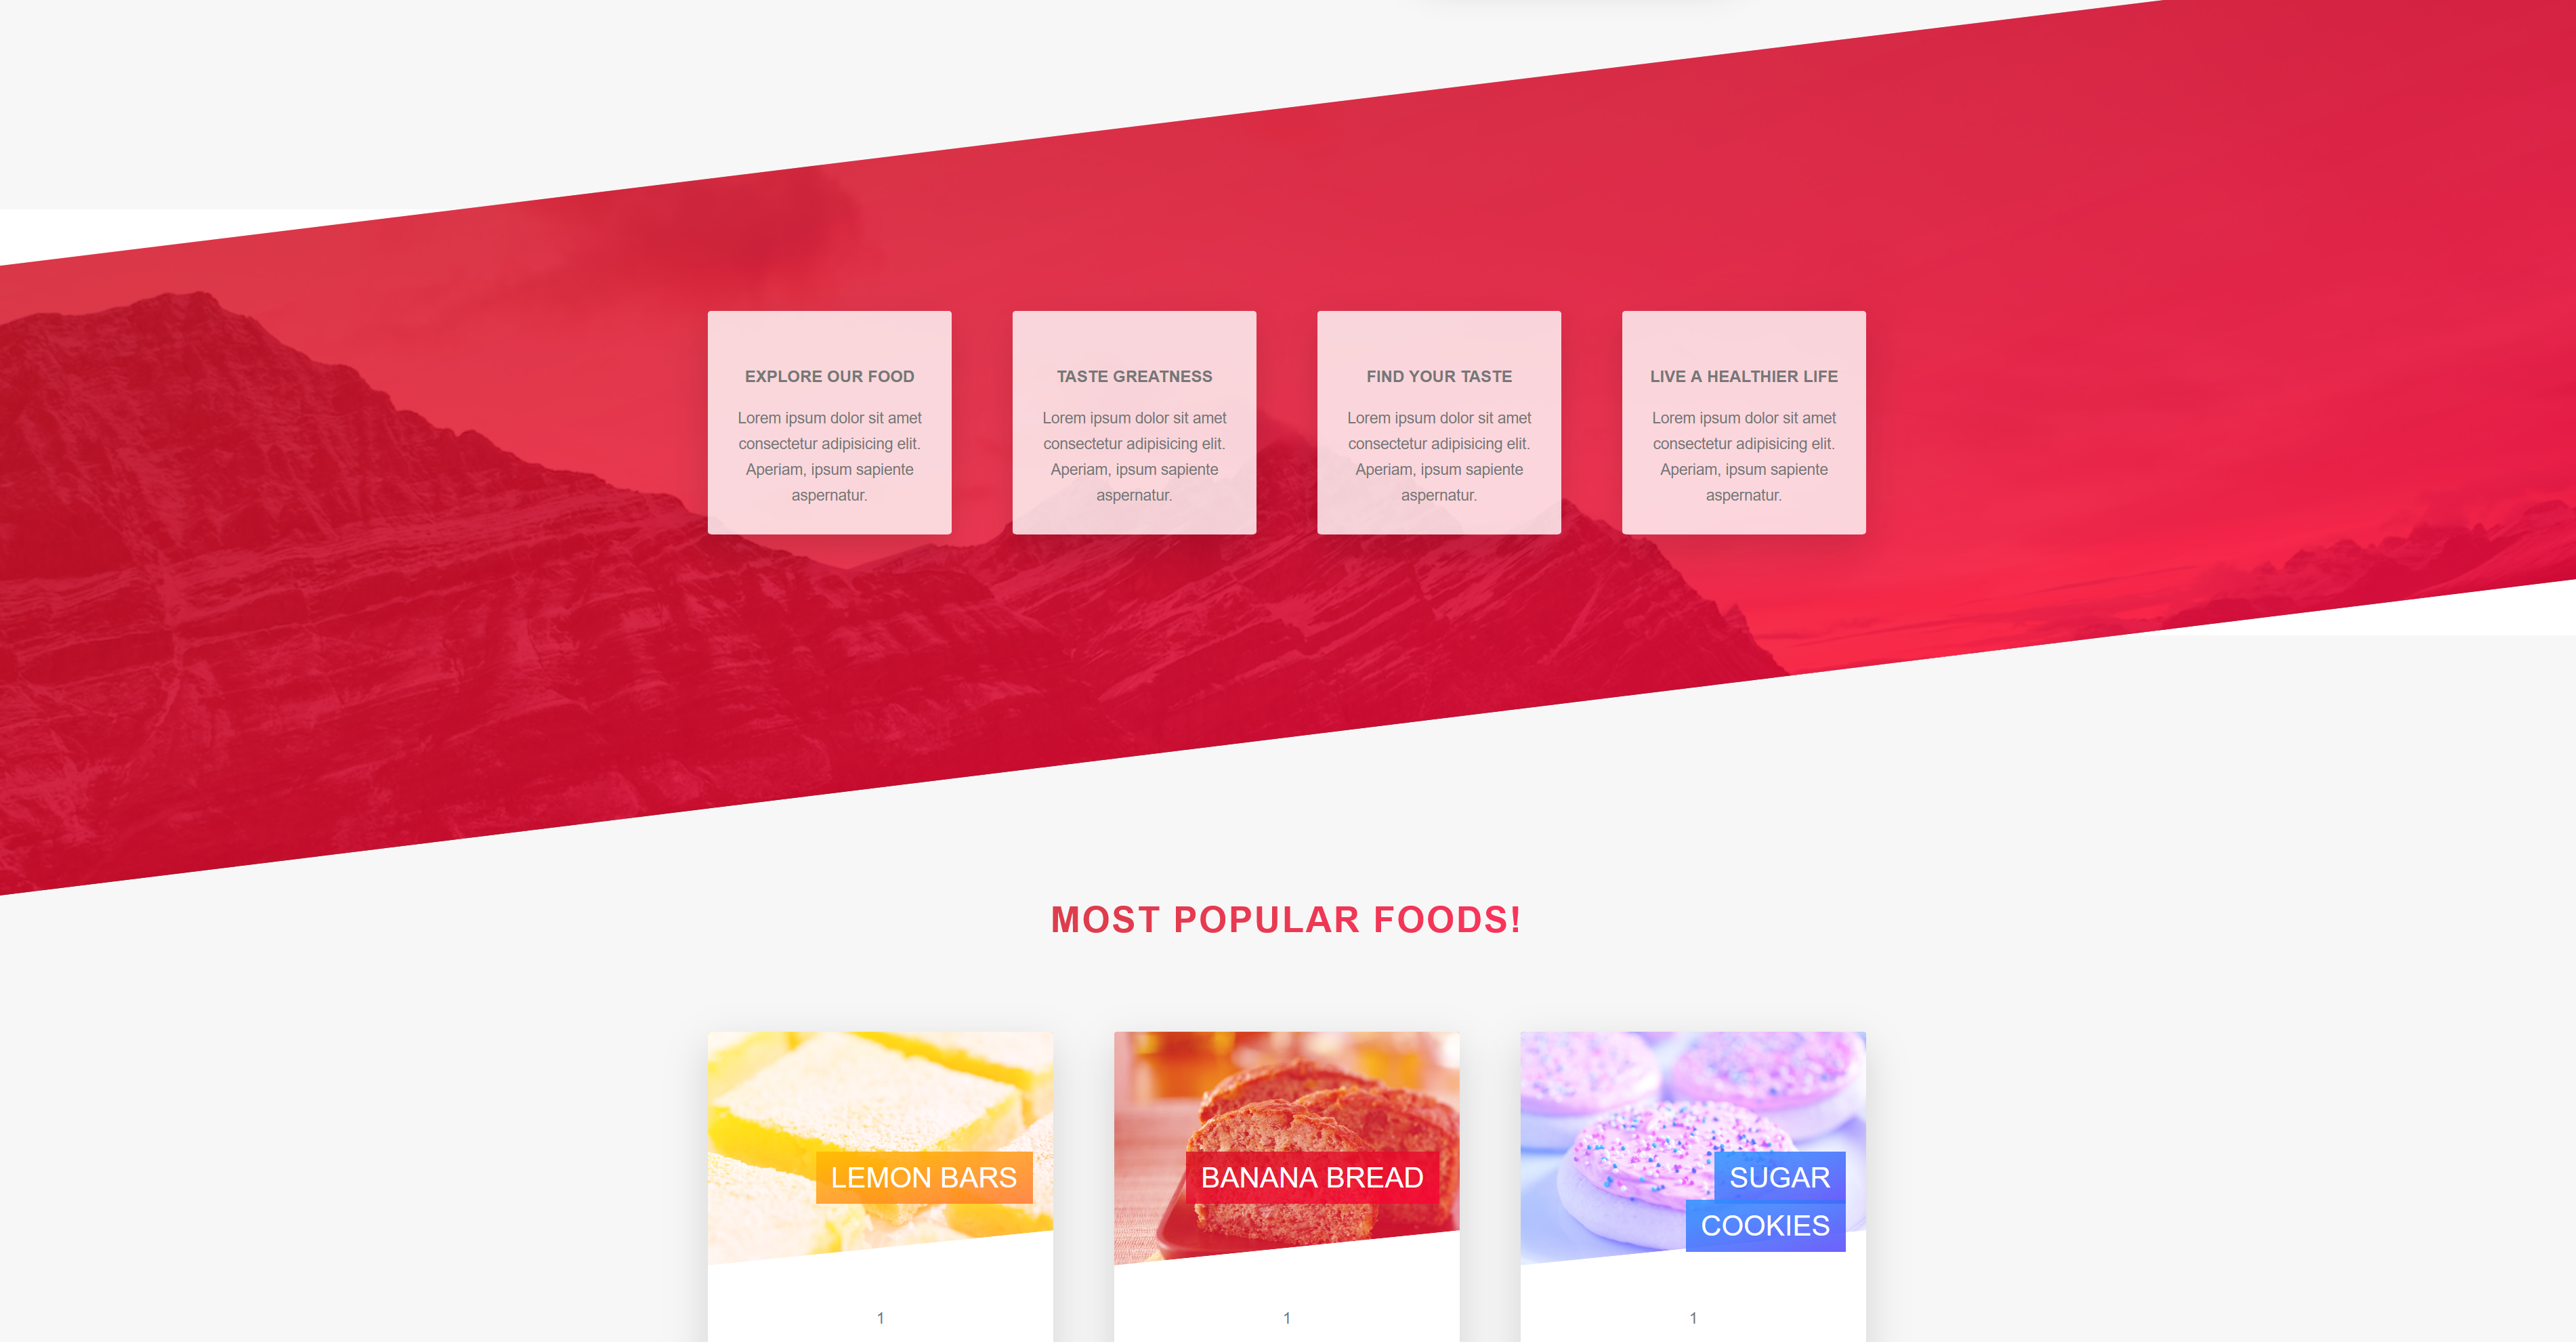 EXPLORE OUR FOOD
Lorem ipsum dolor sit amet
consectetur adipisicing elit.
Aperiam, ipsum sapiente
aspernatur.
TASTE GREATNESS
Lorem ipsum dolor sit amet
consectetur adipisicing elit.
Aperiam, ipsum sapiente
aspernatur.
FIND YOUR TASTE
Lorem ipsum dolor sit amet
consectetur adipisicing elit.
Aperiam, ipsum sapiente
aspernatur.
LIVE A HEALTHIER LIFE
Lorem ipsum dolor sit amet
consectetur adipisicing elit.
Aperiam, ipsum sapiente
aspernatur.
MOST POPULAR FOODS!
LEMON BARS
1
BANANA BREAD
1
SUGAR
COOKIES
1